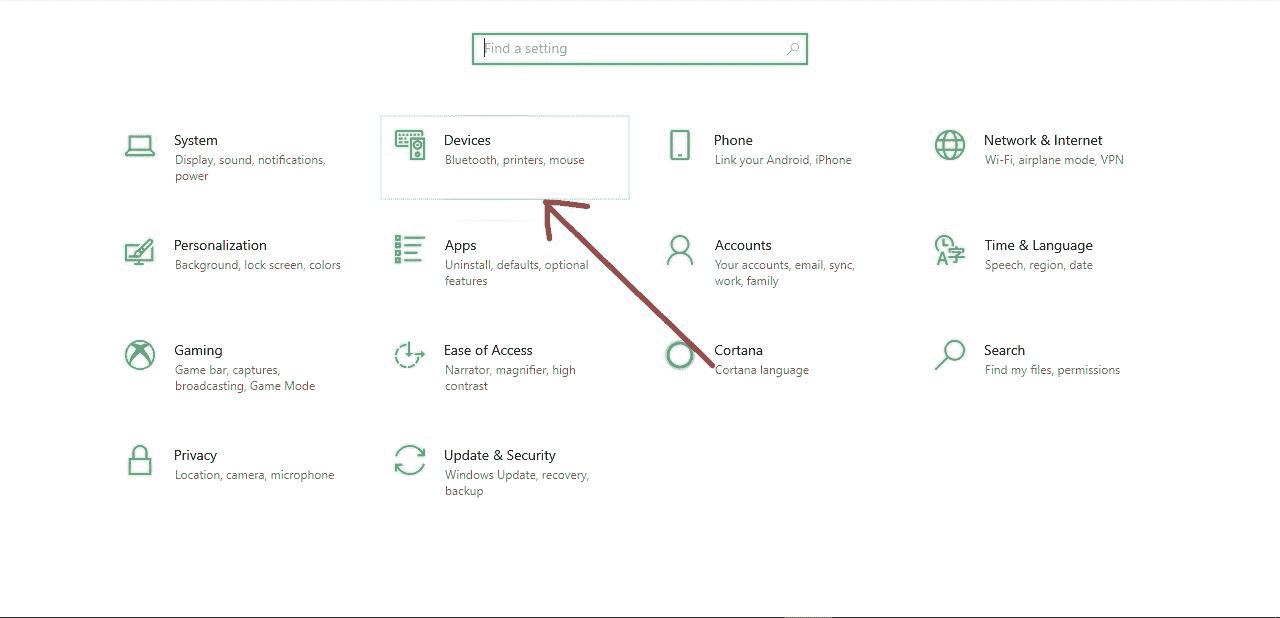 Find a setting
System
Display, sound, notifications,
power
Devices
Bluetooth, printers, mouse
Phone
Link your Android, iPhone
Network & Internet
Wi-Fi, airplane mode, VPN
Personalization
Background, lock screen, colors
Apps
Uninstall, defaults, optional
features
Accounts
Your accounts, email, sync,
work, family
Time & Language
Speech, region, date
Gaming
Game bar, captures,
broadcasting, Game Mode
Ease of Access
Narrator, magnifier, high
contrast
Cortana
Cortana language
Search
Find my files, permissions
Privacy
Location, camera, microphone
Update & Security
Windows Update, recovery,
backup